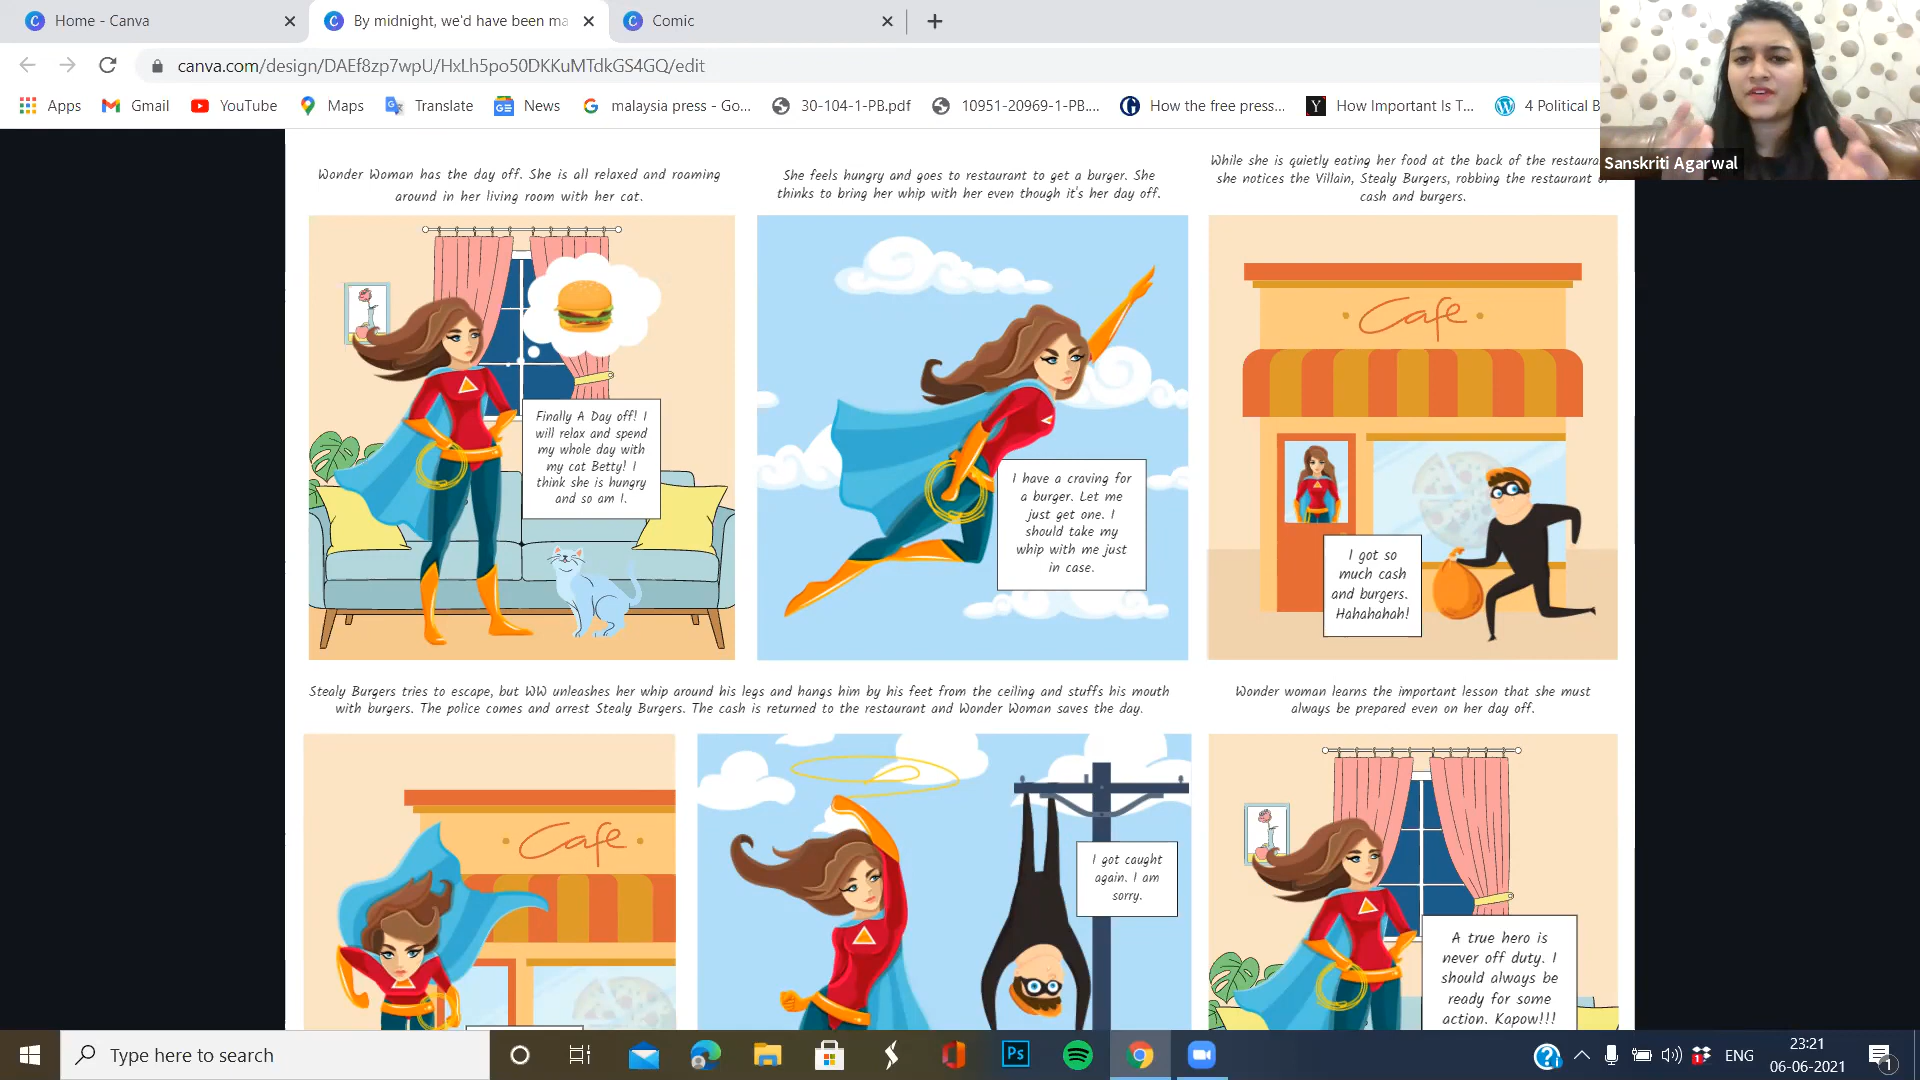 Home - Canva
By midnight, we'd have been ma
Comic
canva.com/design/DAEf8zp7wpU/HxLh5po50DKKuMTdkGS4GQ/edit
Apps
Gmail
YouTube
Maps
Translate
News
malaysia press - Go...
30-104-1-PB.pdf
10951-20969-1-PB....
How the free press...
How Important Is T...
4 Political B
Sanskriti Agarwal
Wonder Woman has the day off. She is all relaxed and roaming
around in her living room with her cat.
Finally A Day off! I
will relax and spend
my whole day with
my cat Betty! I
think she is hungry
and so am I.
She feels hungry and goes to restaurant to get a burger. She
thinks to bring her whip with her even though it's her day off.
I have a craving for
a burger. Let me
just get one. I
should take my
whip with me just
in case.
While she is quietly eating her food at the back of the restaura
she notices the Villain, Stealy Burgers, robbing the restaurant
cash and burgers.
Cafe
I got so
much cash
and burgers.
Hahahahah!
Stealy Burgers tries to escape, but WW unleashes her whip around his legs and hangs him by his feet from the ceiling and stuffs his mouth
with burgers. The police comes and arrest Stealy Burgers. The cash is returned to the restaurant and Wonder Woman saves the day.
Cafe
I got caught
again. I am
sorry.
Wonder woman learns the important lesson that she must
always be prepared even on her day off.
A true hero is
never off duty. I
should always be
ready for some
action. Kapow!!!
Type here to search
Ps
1
ENG
23:21
06-06-2021
1